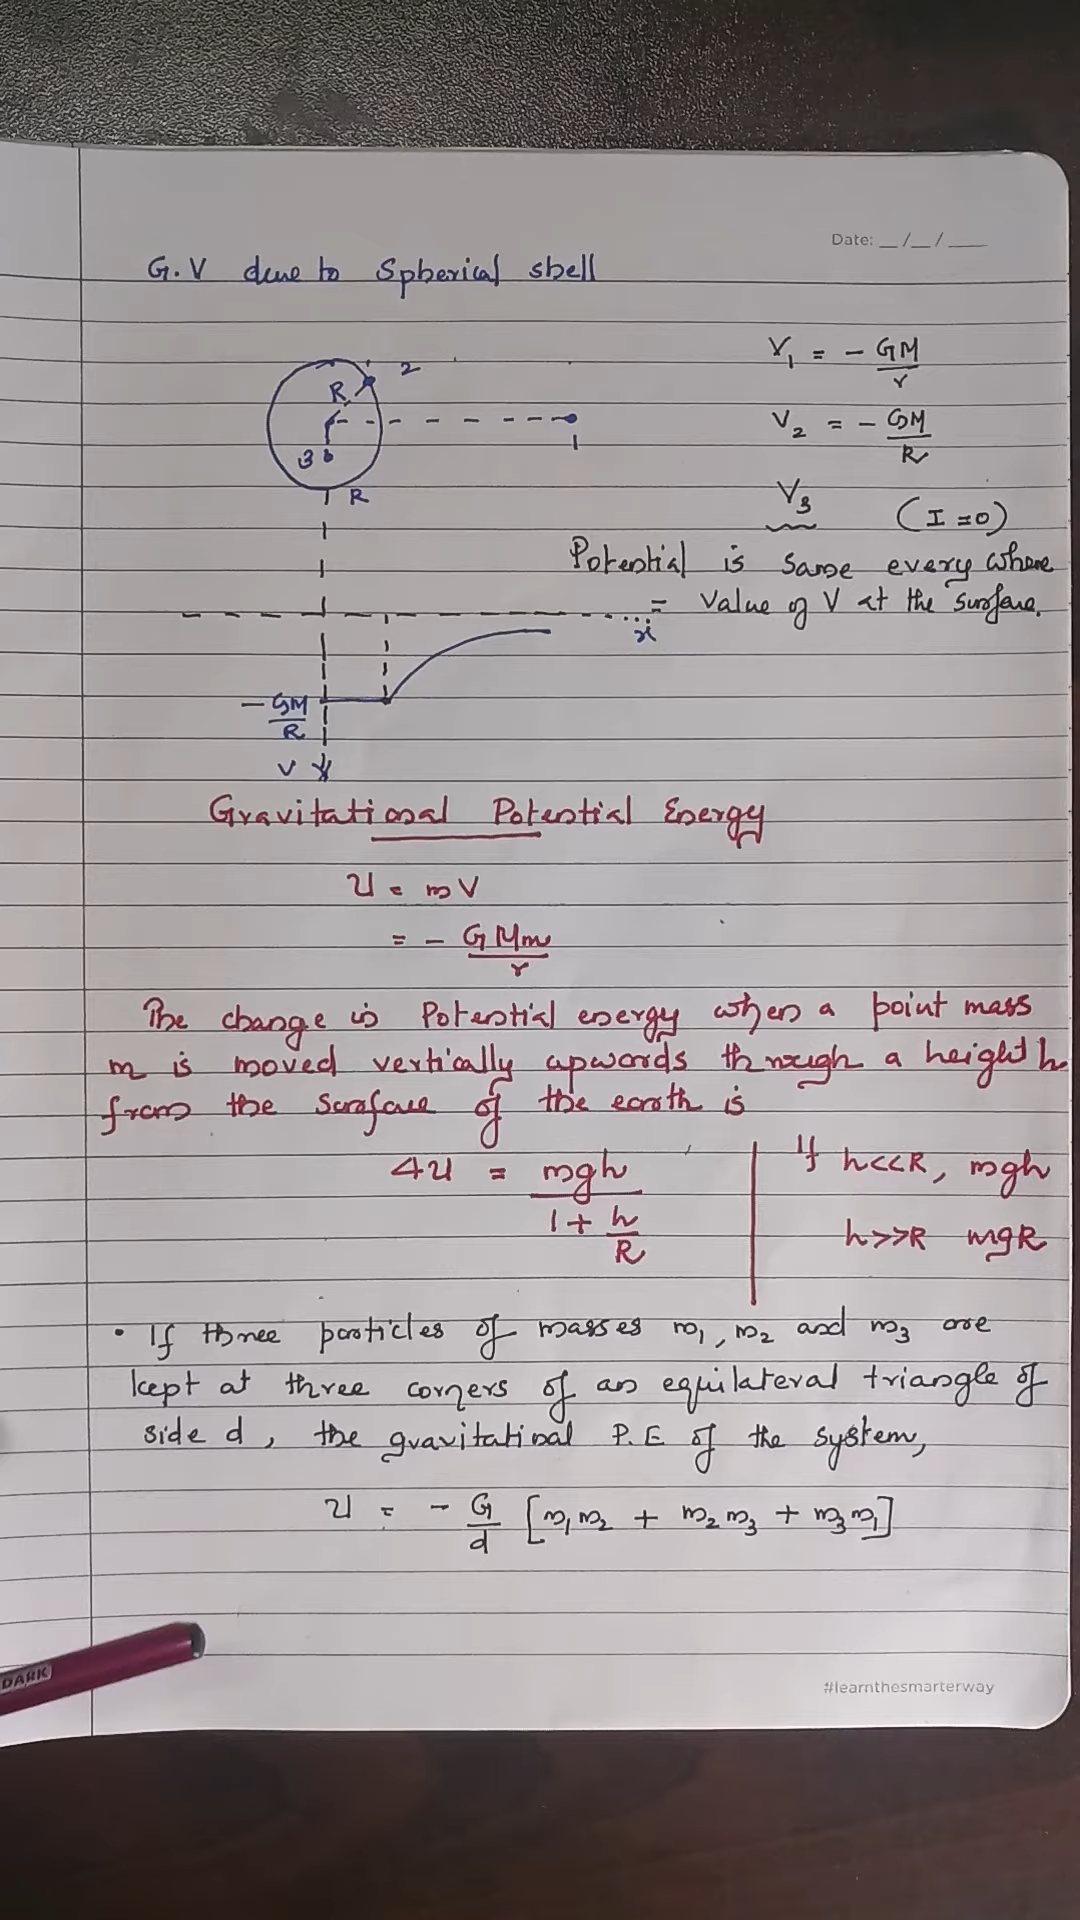 Date: __/__/____
G.V due to Spherical shell
V₁ = - GM/r
2
R
V₂ = - GM/R
1
3
R
V₃ (I = 0)
Potential is same every where
= value of V at the surface.
x
- GM/R
V
Gravitational Potential Energy
U = mV
= - GMm/r
The change in Potential energy when a point mass
m is moved vertically upwards through a height h
from the surface of the earth is
ΔU = mgh/(1 + h/R)
If h<<R, mgh
h>>R mgR
• If three particles of masses m₁, m₂ and m₃ are
kept at three corners of an equilateral triangle of
side d, the gravitatinal P.E of the system,
U = - G/d [m₁m₂ + m₂m₃ + m₃m₁]
DARK
#learnthesmarterway